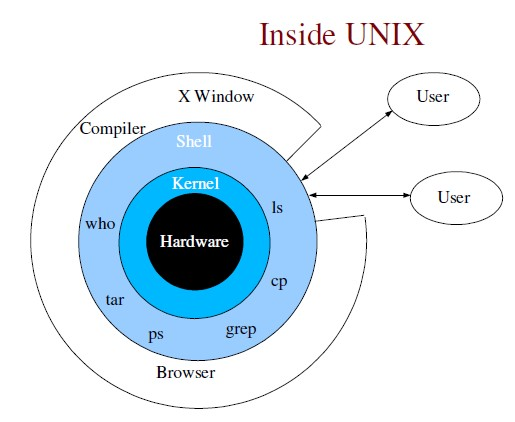 Inside UNIX
X Window
User
Compiler
Shell
Kernel
User
ls
who
Hardware
cp
tar
ps
grep
Browser